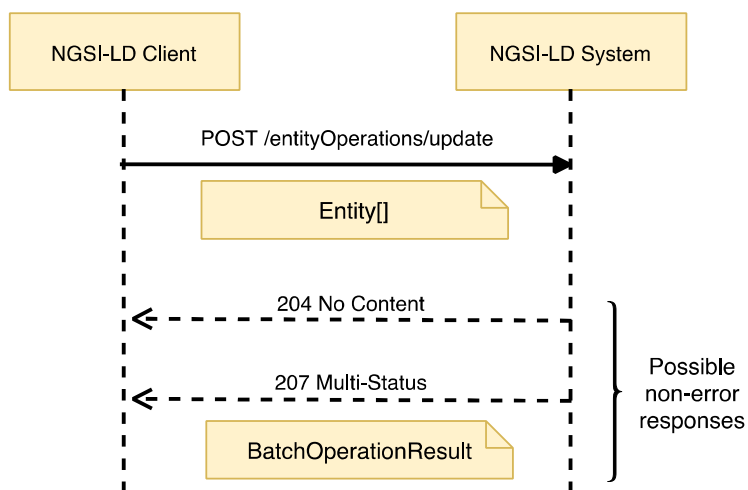 NGSI-LD Client
NGSI-LD System
POST /entityOperations/update
Entity[]
204 No Content
207 Multi-Status
Possible
non-error
responses
BatchOperationResult